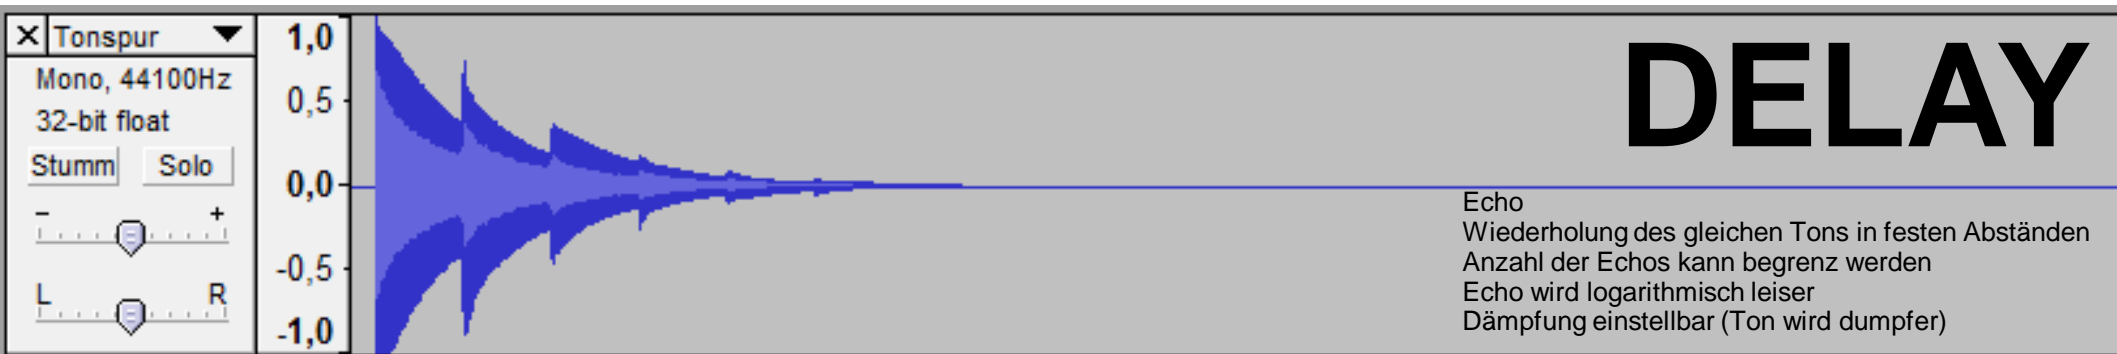 X Tonspur
Mono, 44100Hz
32-bit float
Stumm Solo
- +
L R
1,0
0,5
0,0
-0,5
-1,0
DELAY
Echo
Wiederholung des gleichen Tons in festen Abständen
Anzahl der Echos kann begrenz werden
Echo wird logarithmisch leiser
Dämpfung einstellbar (Ton wird dumpfer)